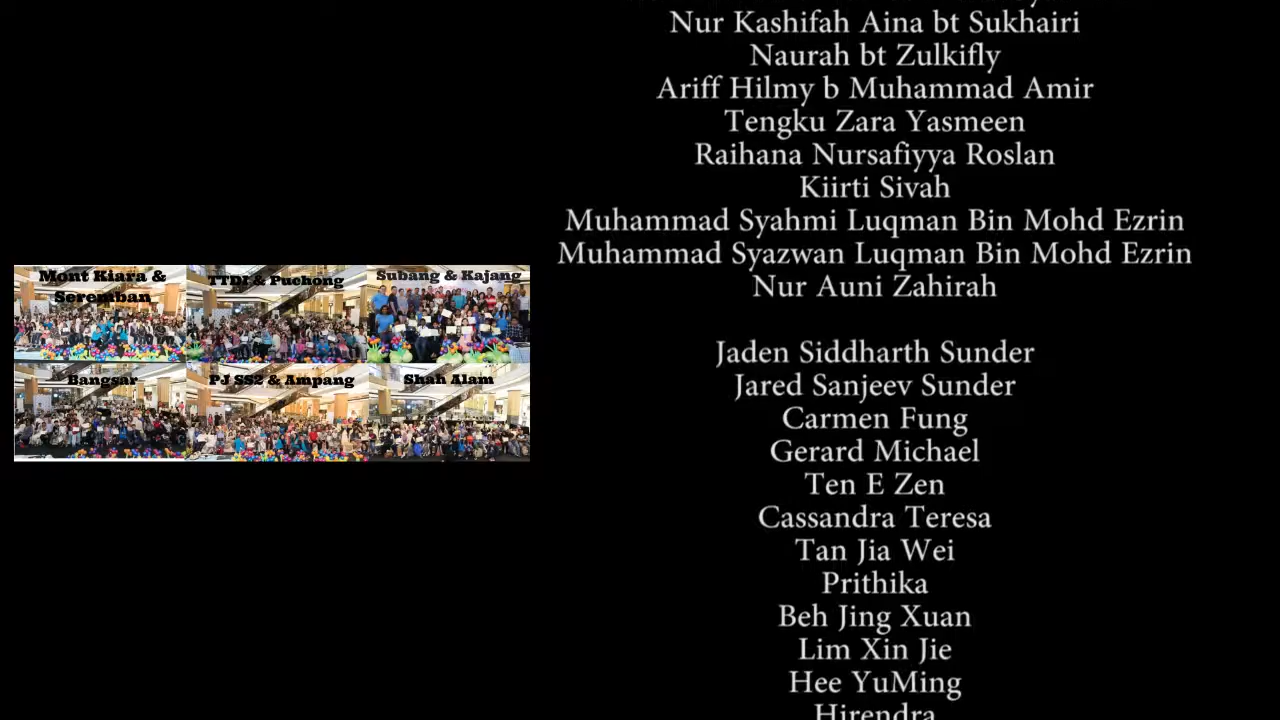 Mont Kiara &
Seremban
TTDI & Puchong
Subang & Kajang
Bangsar
PJ SS2 & Ampang
Shah Alam
Nur Kashifah Aina bt Sukhairi
Naurah bt Zulkifly
Ariff Hilmy b Muhammad Amir
Tengku Zara Yasmeen
Raihana Nursafiyya Roslan
Kiirti Sivah
Muhammad Syahmi Luqman Bin Mohd Ezrin
Muhammad Syazwan Luqman Bin Mohd Ezrin
Nur Auni Zahirah
Jaden Siddharth Sunder
Jared Sanjeev Sunder
Carmen Fung
Gerard Michael
Ten E Zen
Cassandra Teresa
Tan Jia Wei
Prithika
Beh Jing Xuan
Lim Xin Jie
Hee YuMing
Hirendra